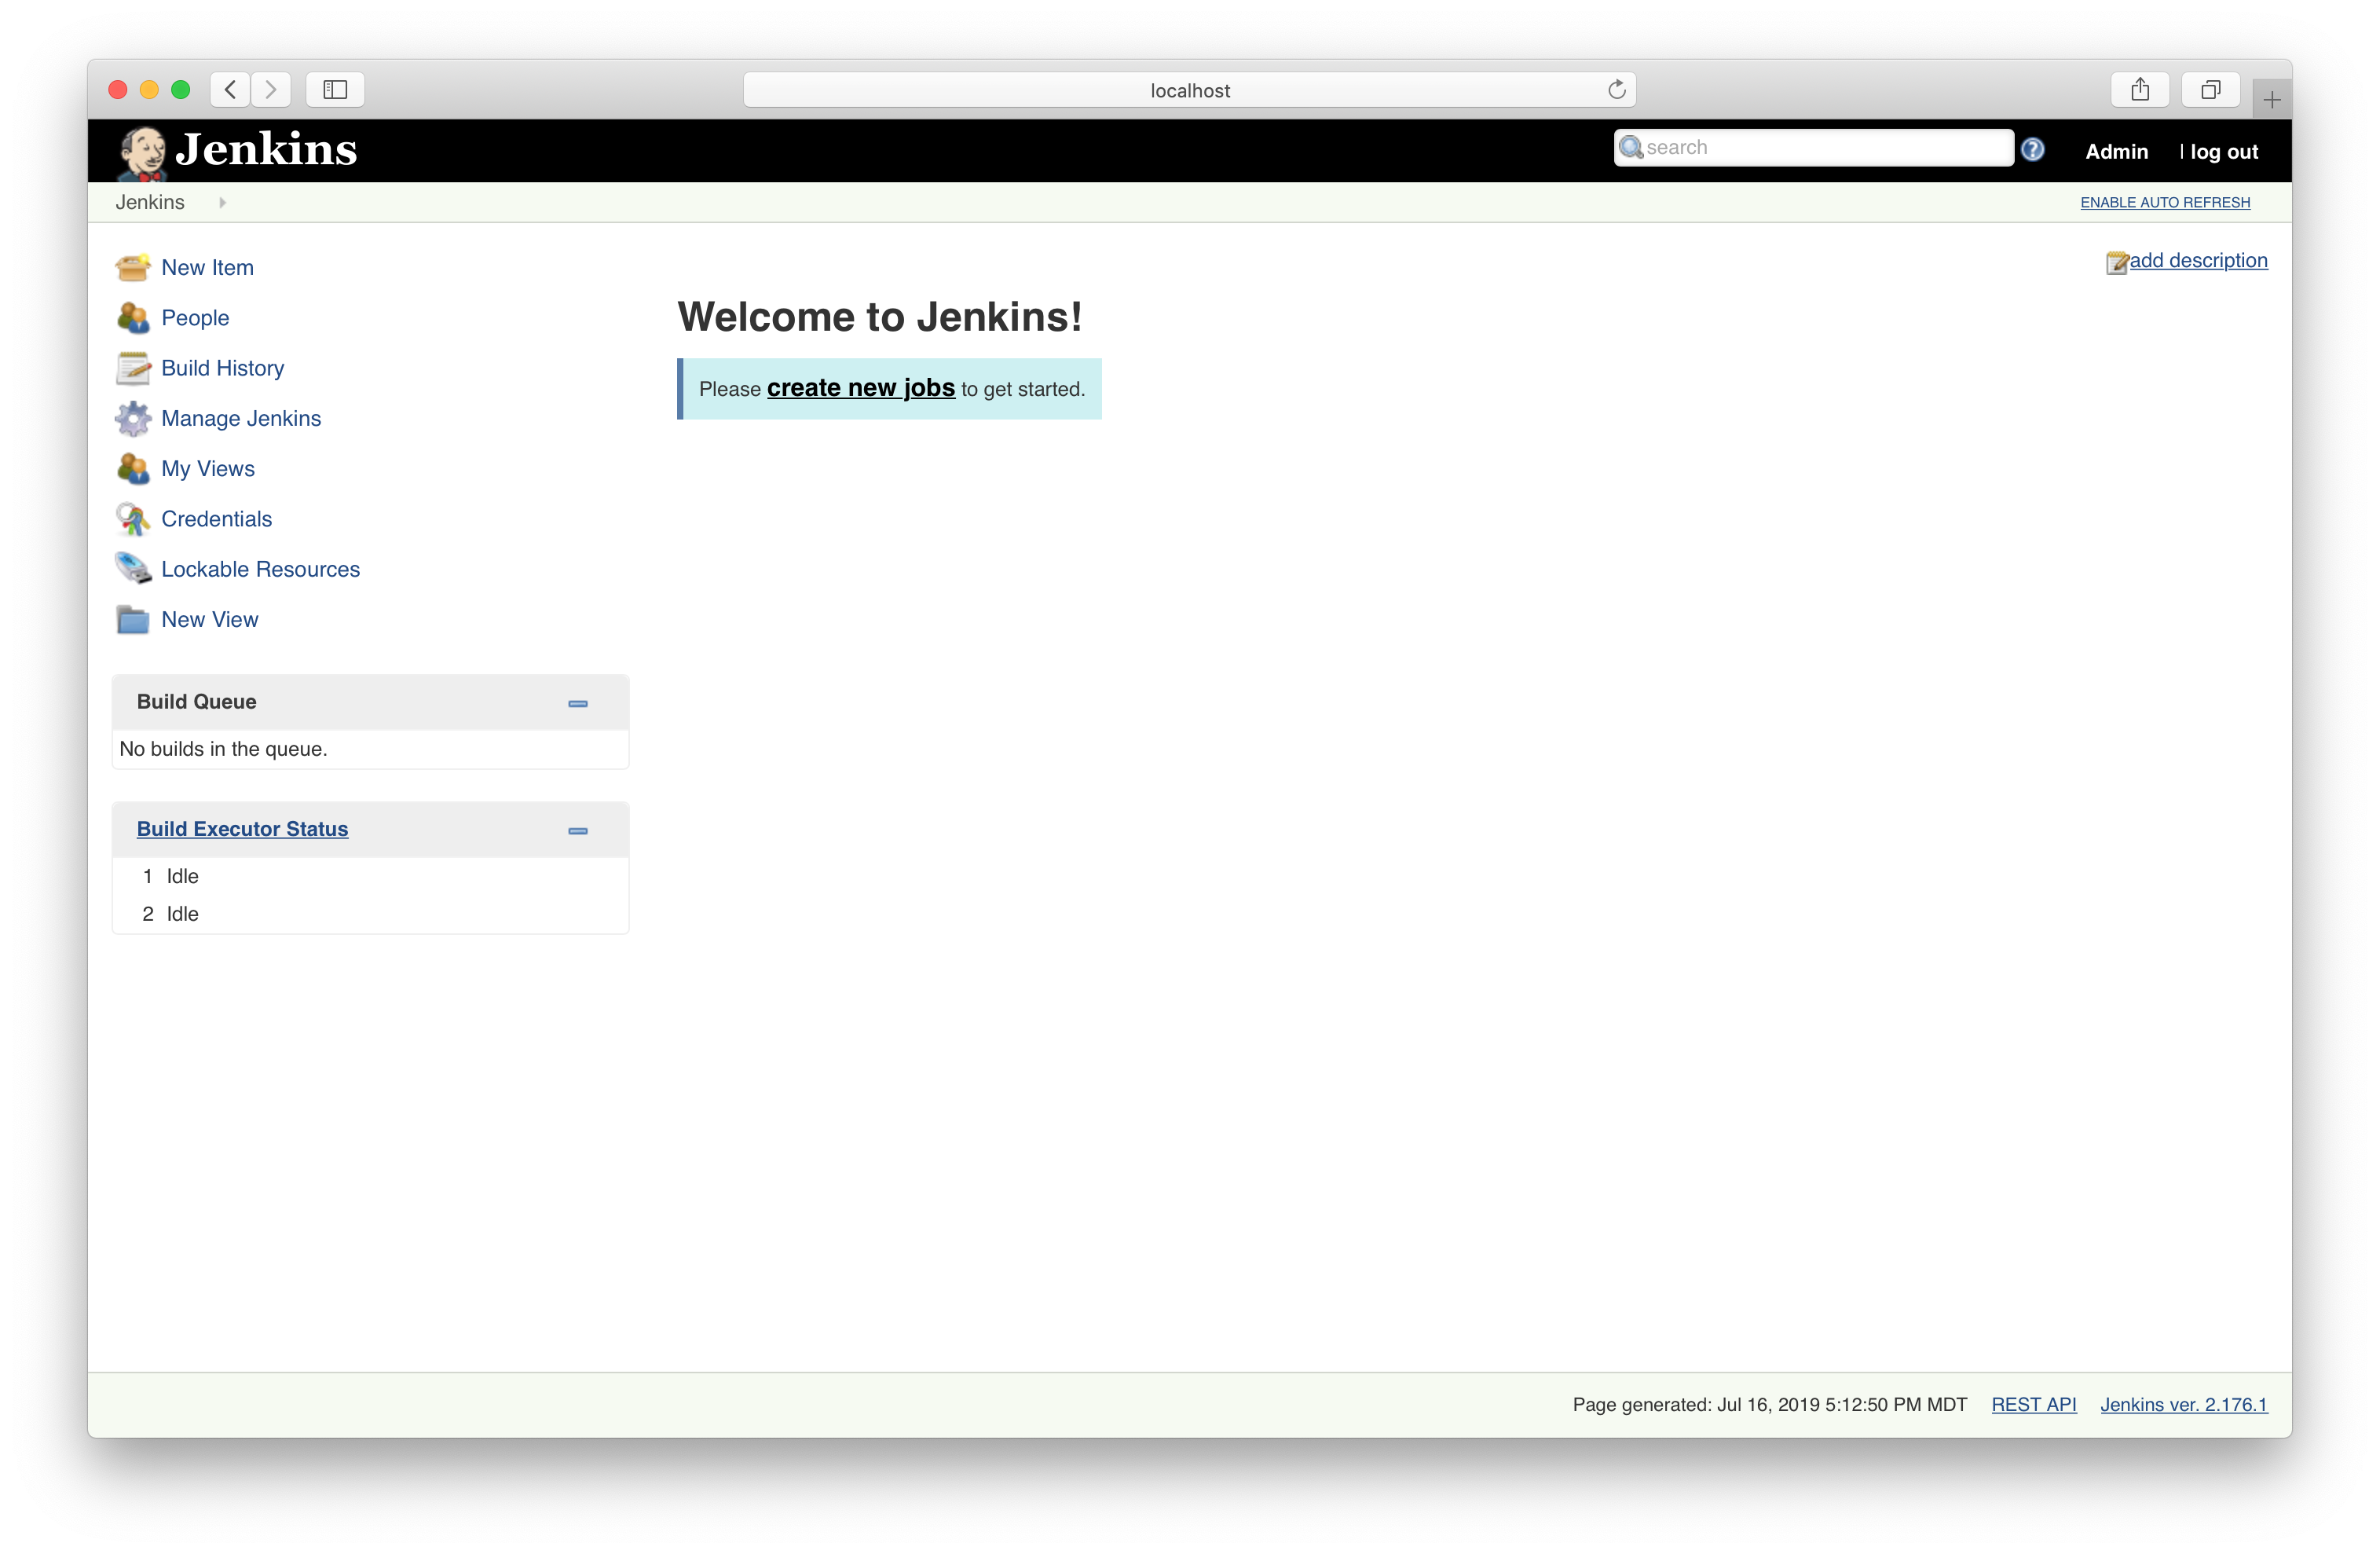 localhost
Jenkins
search
Admin
| log out
Jenkins
ENABLE AUTO REFRESH
New Item
People
Build History
Manage Jenkins
My Views
Credentials
Lockable Resources
New View
Build Queue
No builds in the queue.
Build Executor Status
1 Idle
2 Idle
add description
Welcome to Jenkins!
Please create new jobs to get started.
Page generated: Jul 16, 2019 5:12:50 PM MDT
REST API
Jenkins ver. 2.176.1